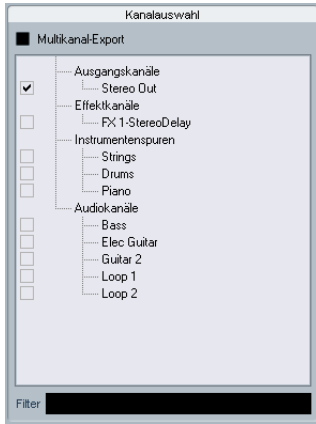 Kanalauswahl
Multikanal-Export
Ausgangskanäle
Stereo Out
Effektkanäle
FX 1-StereoDelay
Instrumentenspuren
Strings
Drums
Piano
Audiokanäle
Bass
Elec Guitar
Guitar 2
Loop 1
Loop 2
Filter